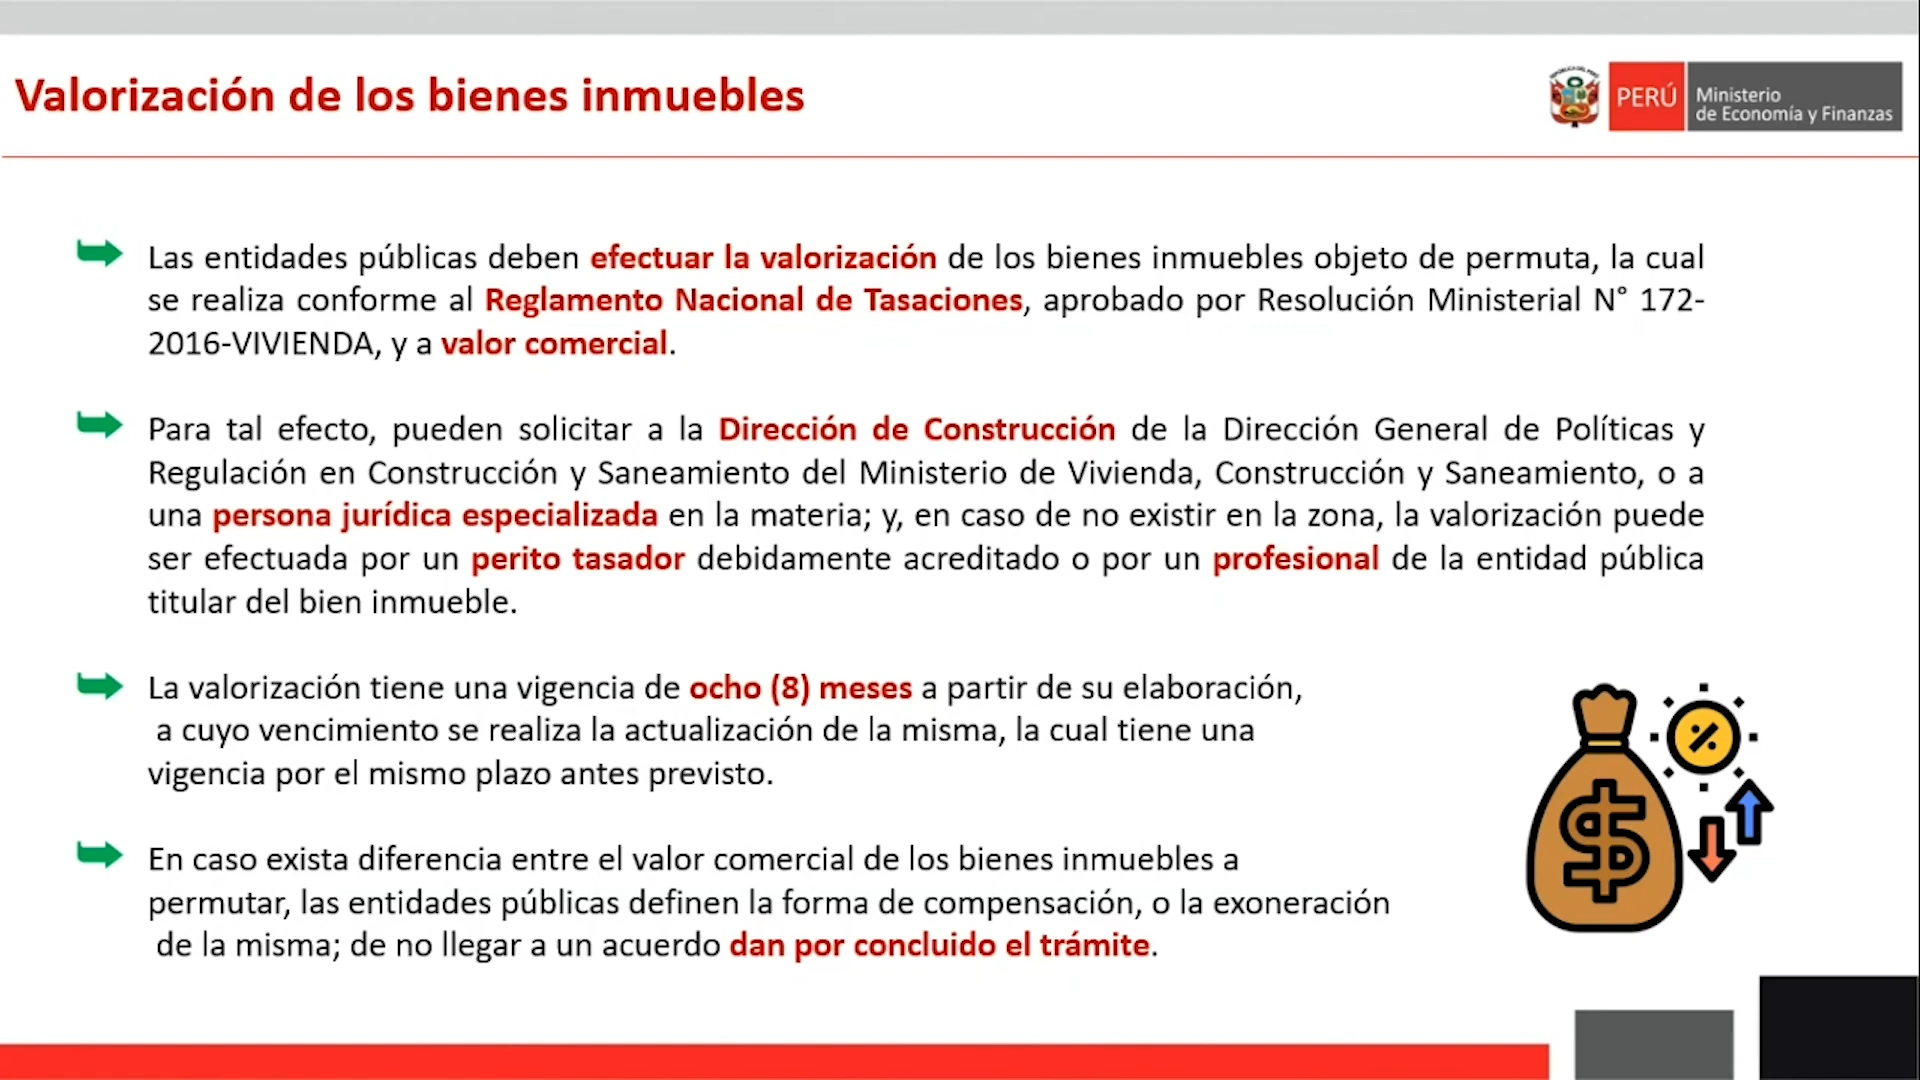 Valorización de los bienes inmuebles
PERÚ
Ministerio
de Economía y Finanzas
Las entidades públicas deben efectuar la valorización de los bienes inmuebles objeto de permuta, la cual
se realiza conforme al Reglamento Nacional de Tasaciones, aprobado por Resolución Ministerial N° 172-
2016-VIVIENDA, y a valor comercial.
Para tal efecto, pueden solicitar a la Dirección de Construcción de la Dirección General de Políticas y
Regulación en Construcción y Saneamiento del Ministerio de Vivienda, Construcción y Saneamiento, o a
una persona jurídica especializada en la materia; y, en caso de no existir en la zona, la valorización puede
ser efectuada por un perito tasador debidamente acreditado o por un profesional de la entidad pública
titular del bien inmueble.
La valorización tiene una vigencia de ocho (8) meses a partir de su elaboración,
a cuyo vencimiento se realiza la actualización de la misma, la cual tiene una
vigencia por el mismo plazo antes previsto.
En caso exista diferencia entre el valor comercial de los bienes inmuebles a
permutar, las entidades públicas definen la forma de compensación, o la exoneración
de la misma; de no llegar a un acuerdo dan por concluido el trámite.
%
$